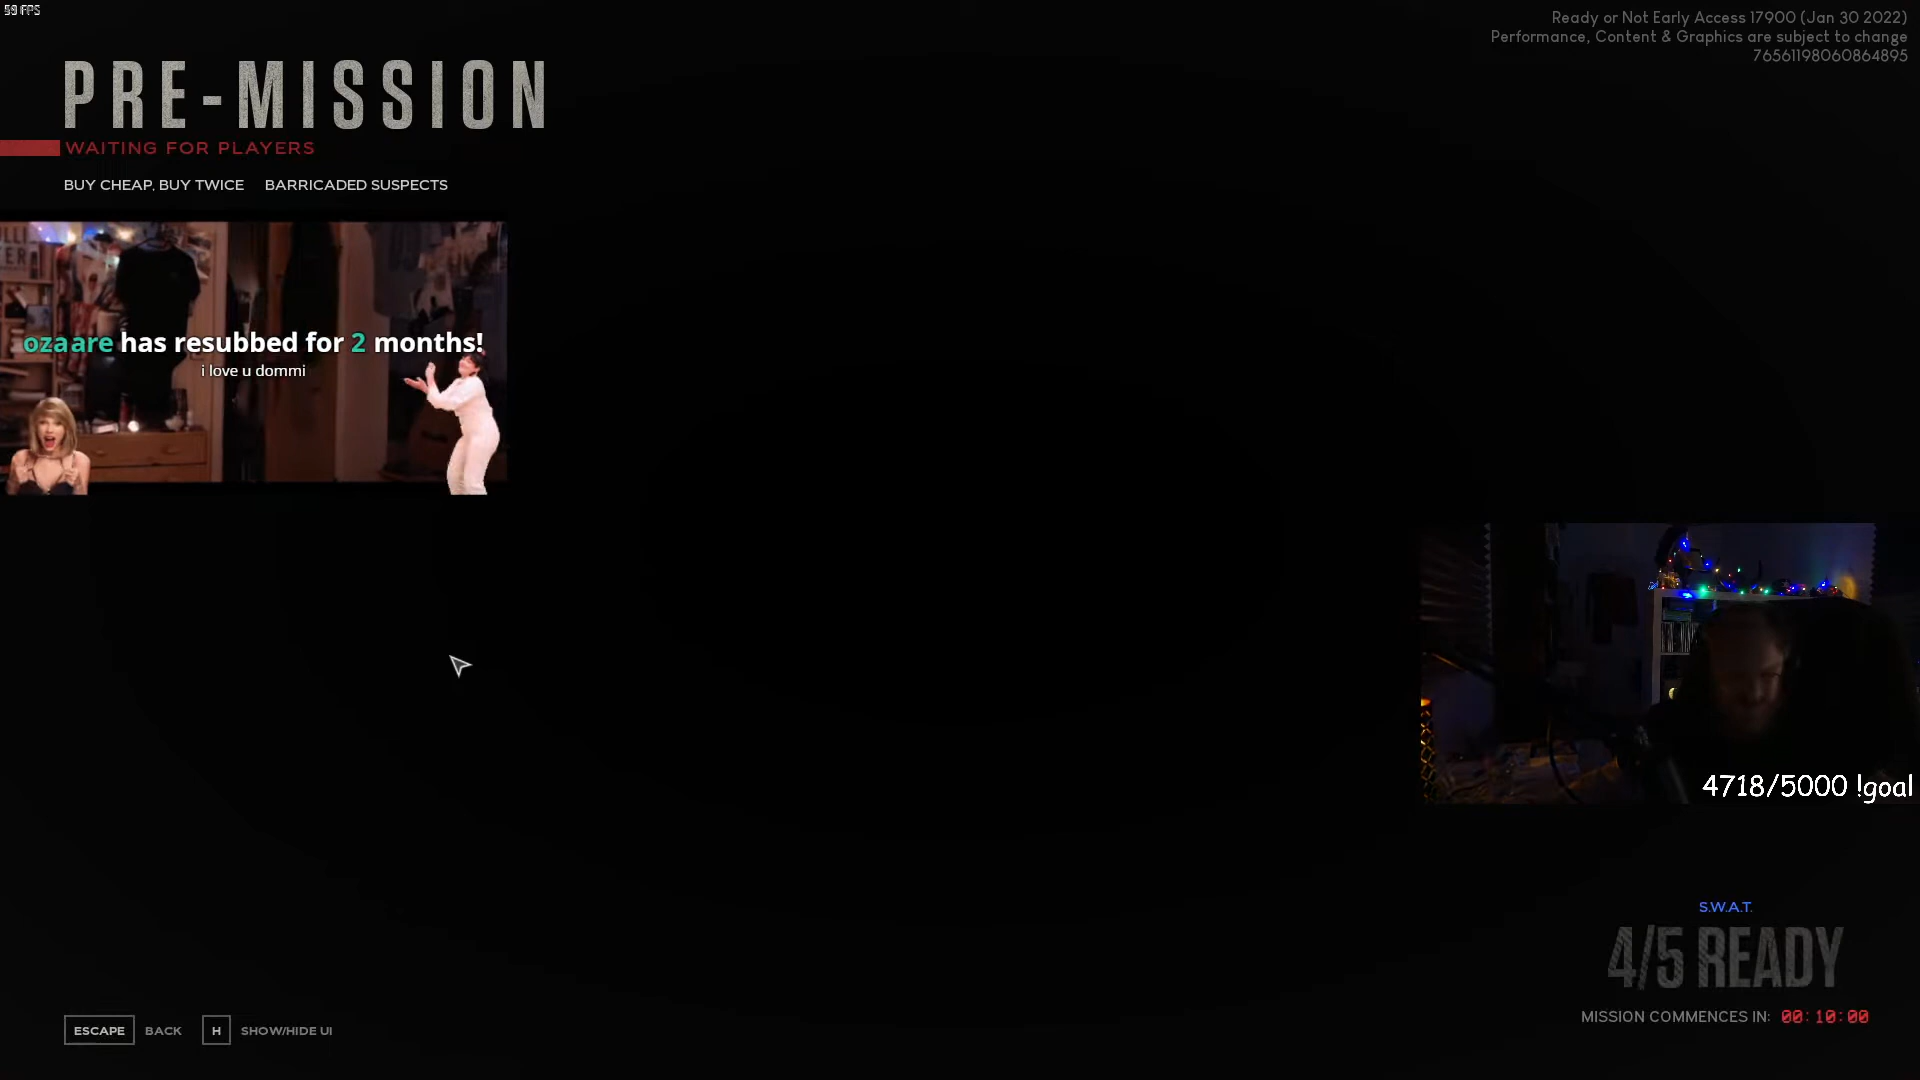 59 FPS
Ready or Not Early Access 17900 (Jan 30 2022)
Performance, Content & Graphics are subject to change
76561198060864895
PRE-MISSION
WAITING FOR PLAYERS
BUY CHEAP, BUY TWICE BARRICADED SUSPECTS
ozaare has resubbed for 2 months!
i love u dommi
4718/5000 !goal
S.W.A.T.
4/5 READY
MISSION COMMENCES IN: 00:10:00
ESCAPE BACK H SHOW/HIDE UI